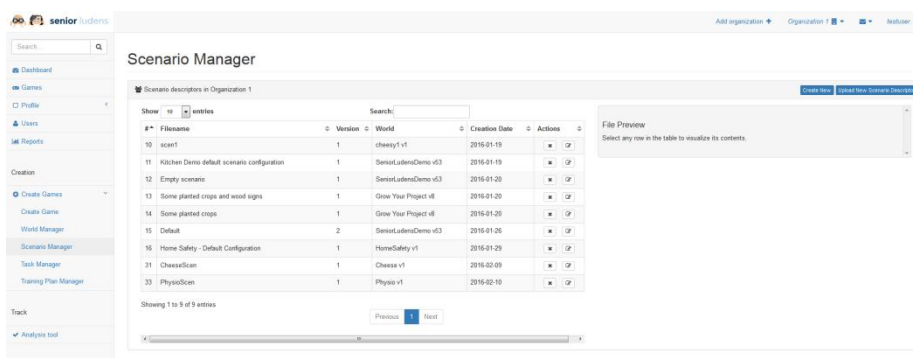 senior ludens
Add organization
Organization 1
testuser
Search...
Dashboard
Games
Profile
Users
Reports
Creation
Create Games
Create Game
World Manager
Scenario Manager
Task Manager
Training Plan Manager
Track
Analysis tool
Scenario Manager
Scenario descriptors in Organization 1
Create New
Upload New Scenario Descriptor
Show 10 entries
Search:
# Filename Version World Creation Date Actions
10 scen1 1 cheesy1 v1 2016-01-19
11 Kitchen Demo default scenario configuration 1 SeniorLudensDemo v53 2016-01-19
12 Empty scenario 1 SeniorLudensDemo v53 2016-01-20
13 Some planted crops and wood signs 1 Grow Your Project v8 2016-01-20
14 Some planted crops 1 Grow Your Project v8 2016-01-20
15 Default 2 SeniorLudensDemo v53 2016-01-26
16 Home Safety - Default Configuration 1 HomeSafety v1 2016-01-29
31 CheeseScen 1 Cheese v1 2016-02-09
33 PhysioScen 1 Physio v1 2016-02-10
Showing 1 to 9 of 9 entries
Previous 1 Next
File Preview
Select any row in the table to visualize its contents.